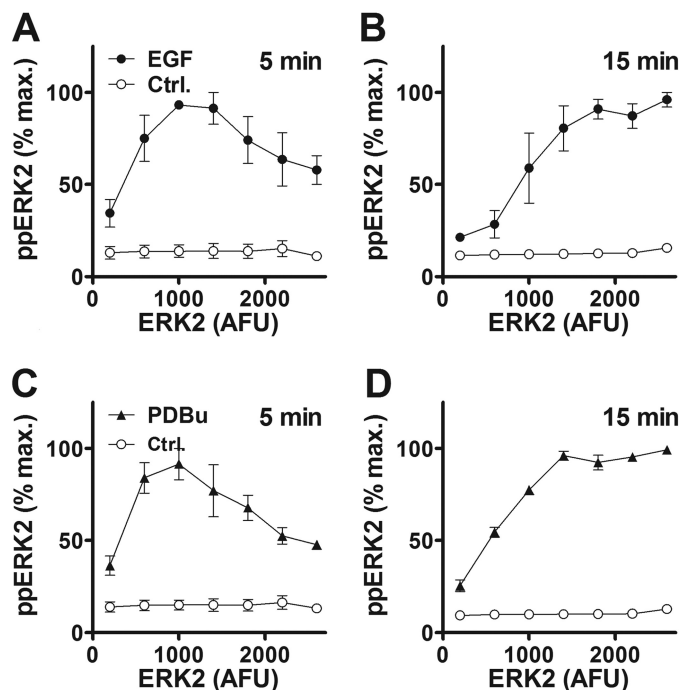 A
EGF
Ctrl.
5 min
ppERK2 (% max.)
100
50
0
0 1000 2000
ERK2 (AFU)
B
15 min
ppERK2 (% max.)
100
50
0
0 1000 2000
ERK2 (AFU)
C
PDBu
Ctrl.
5 min
ppERK2 (% max.)
100
50
0
0 1000 2000
ERK2 (AFU)
D
15 min
ppERK2 (% max.)
100
50
0
0 1000 2000
ERK2 (AFU)